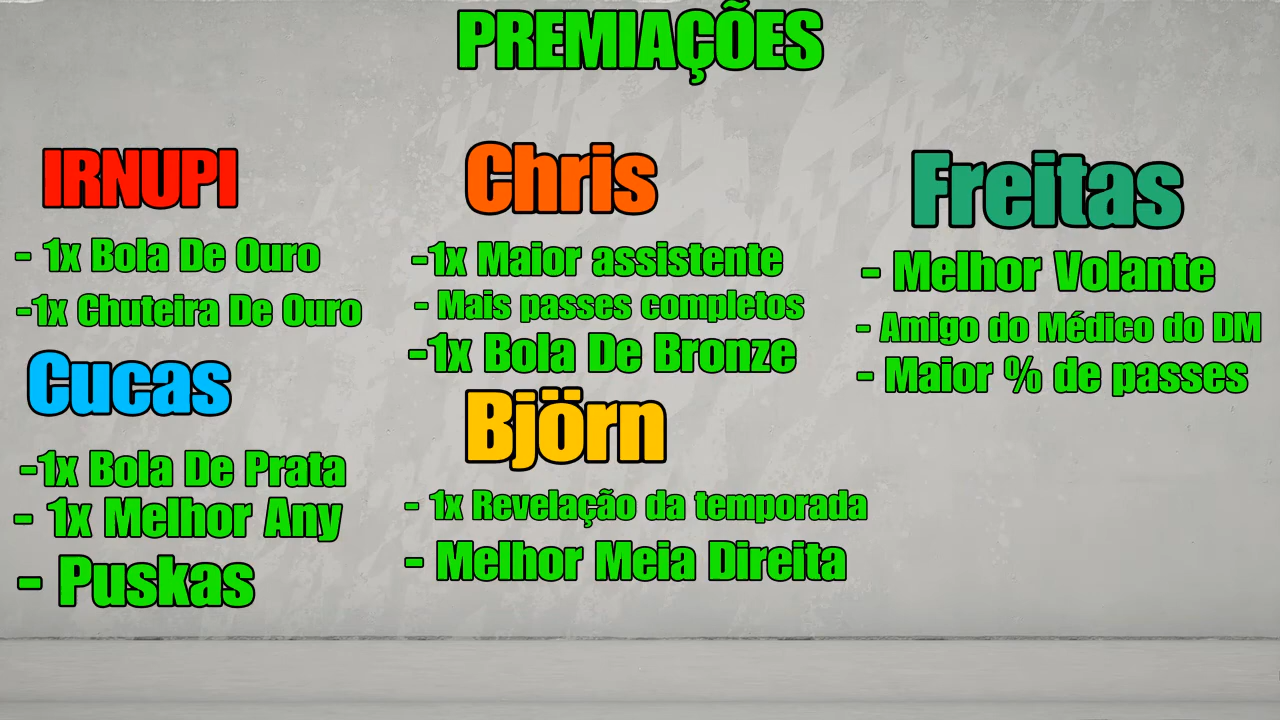 PREMIAÇÕES
IRNUPI
- 1x Bola De Ouro
-1x Chuteira De Ouro
Cucas
-1x Bola De Prata
- 1x Melhor Any
- Puskas
Chris
-1x Maior assistente
- Mais passes completos
-1x Bola De Bronze
Björn
- 1x Revelação da temporada
- Melhor Meia Direita
Freitas
- Melhor Volante
- Amigo do Médico do DM
- Maior % de passes